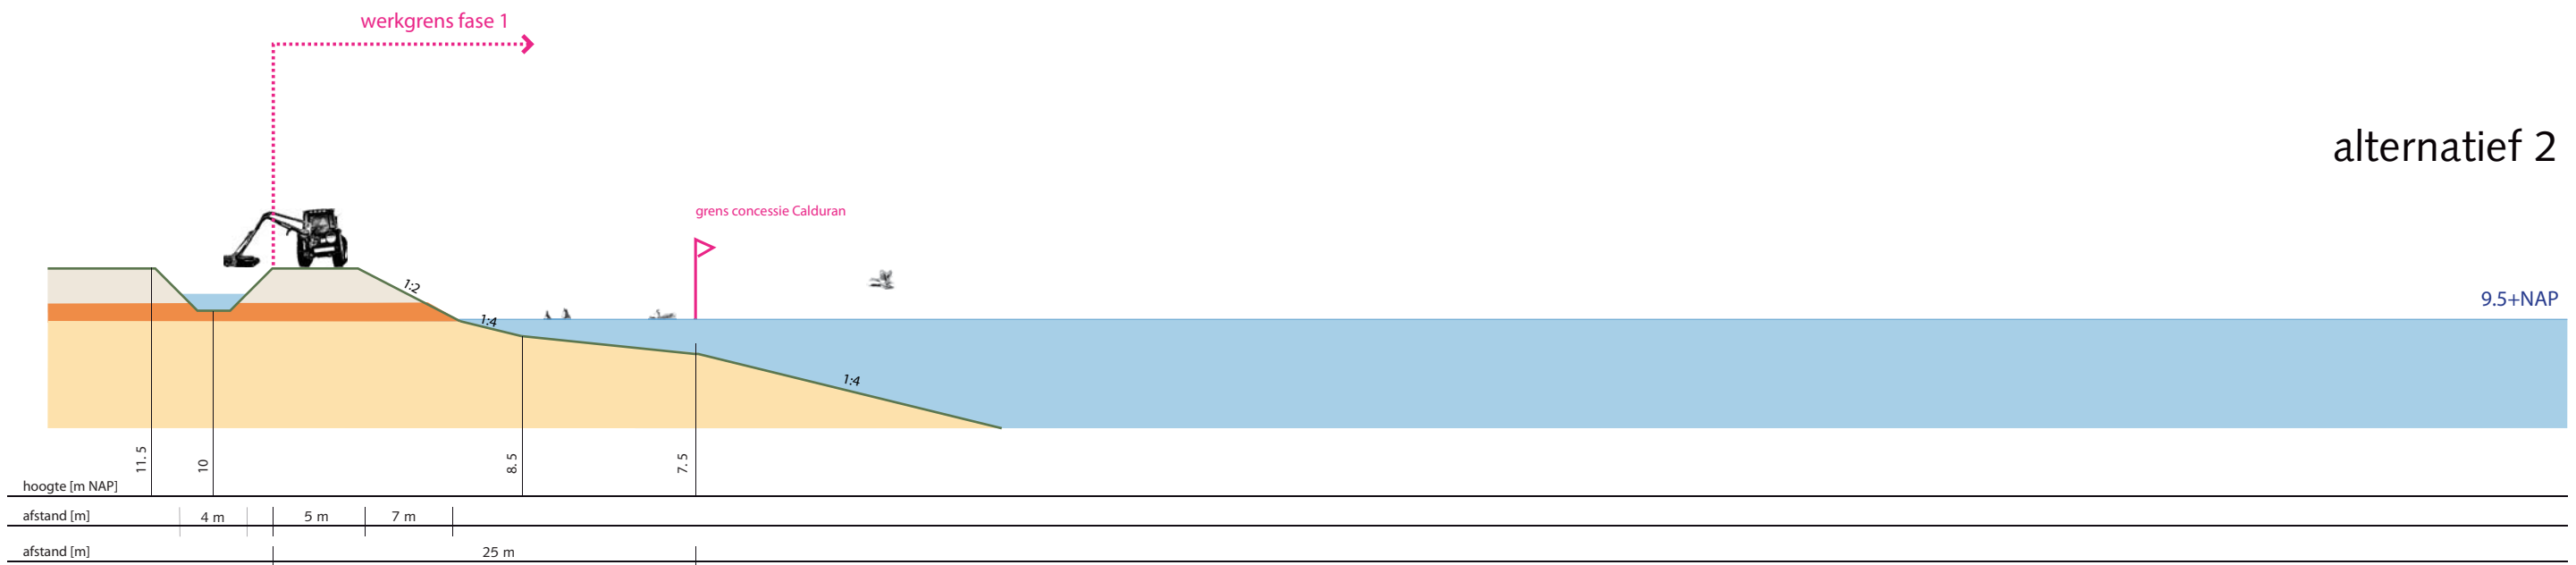 werkgrens fase 1
alternatief 2
grens concessie Calduran
1:2
9.5+NAP
1:4
1:4
11. 5
10
8. 5
7. 5
hoogte [m NAP]
afstand [m] 4 m 5 m 7 m
afstand [m] 25 m